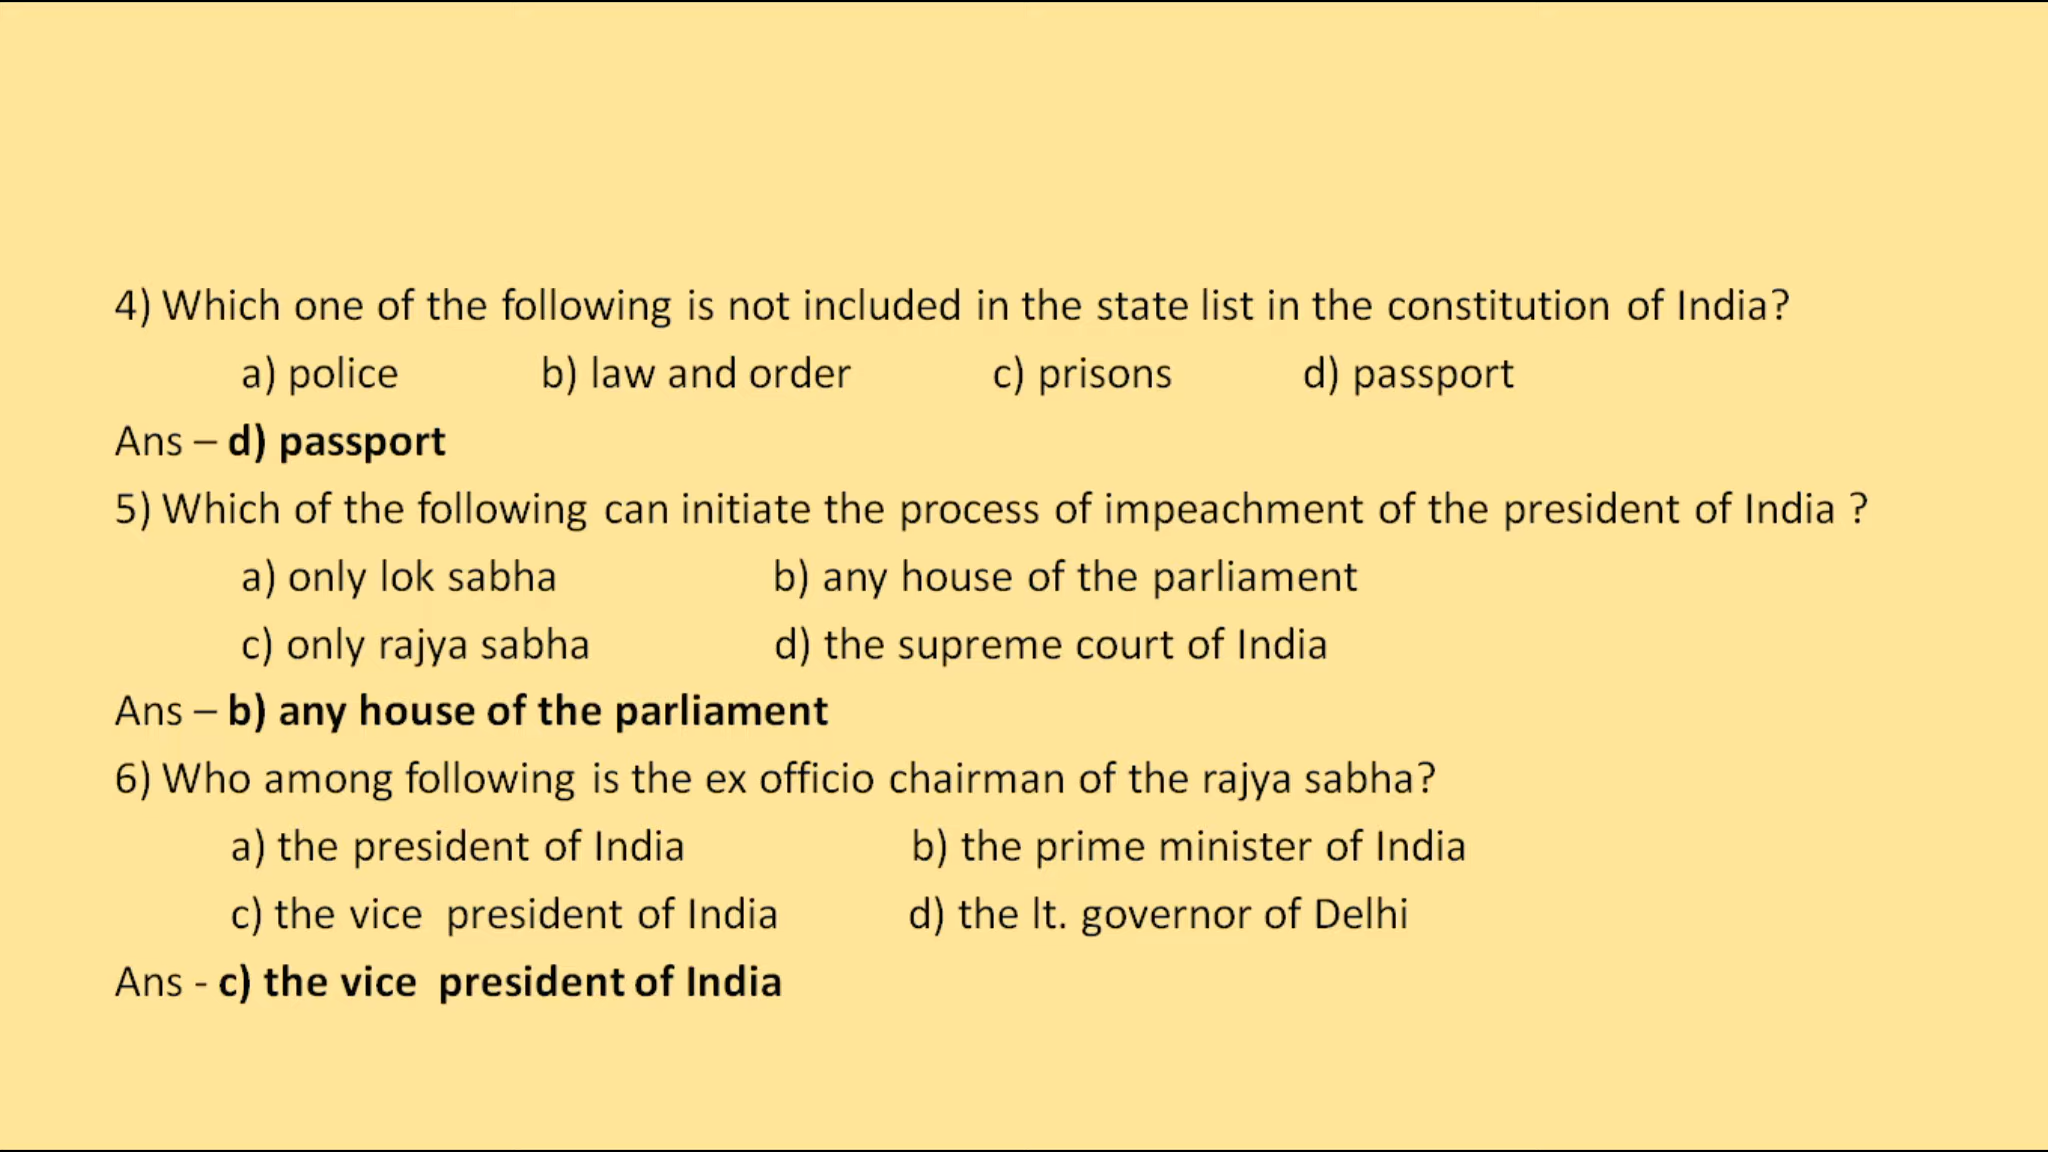 4) Which one of the following is not included in the state list in the constitution of India?
a) police b) law and order c) prisons d) passport
Ans – d) passport
5) Which of the following can initiate the process of impeachment of the president of India ?
a) only lok sabha b) any house of the parliament
c) only rajya sabha d) the supreme court of India
Ans – b) any house of the parliament
6) Who among following is the ex officio chairman of the rajya sabha?
a) the president of India b) the prime minister of India
c) the vice president of India d) the lt. governor of Delhi
Ans - c) the vice president of India